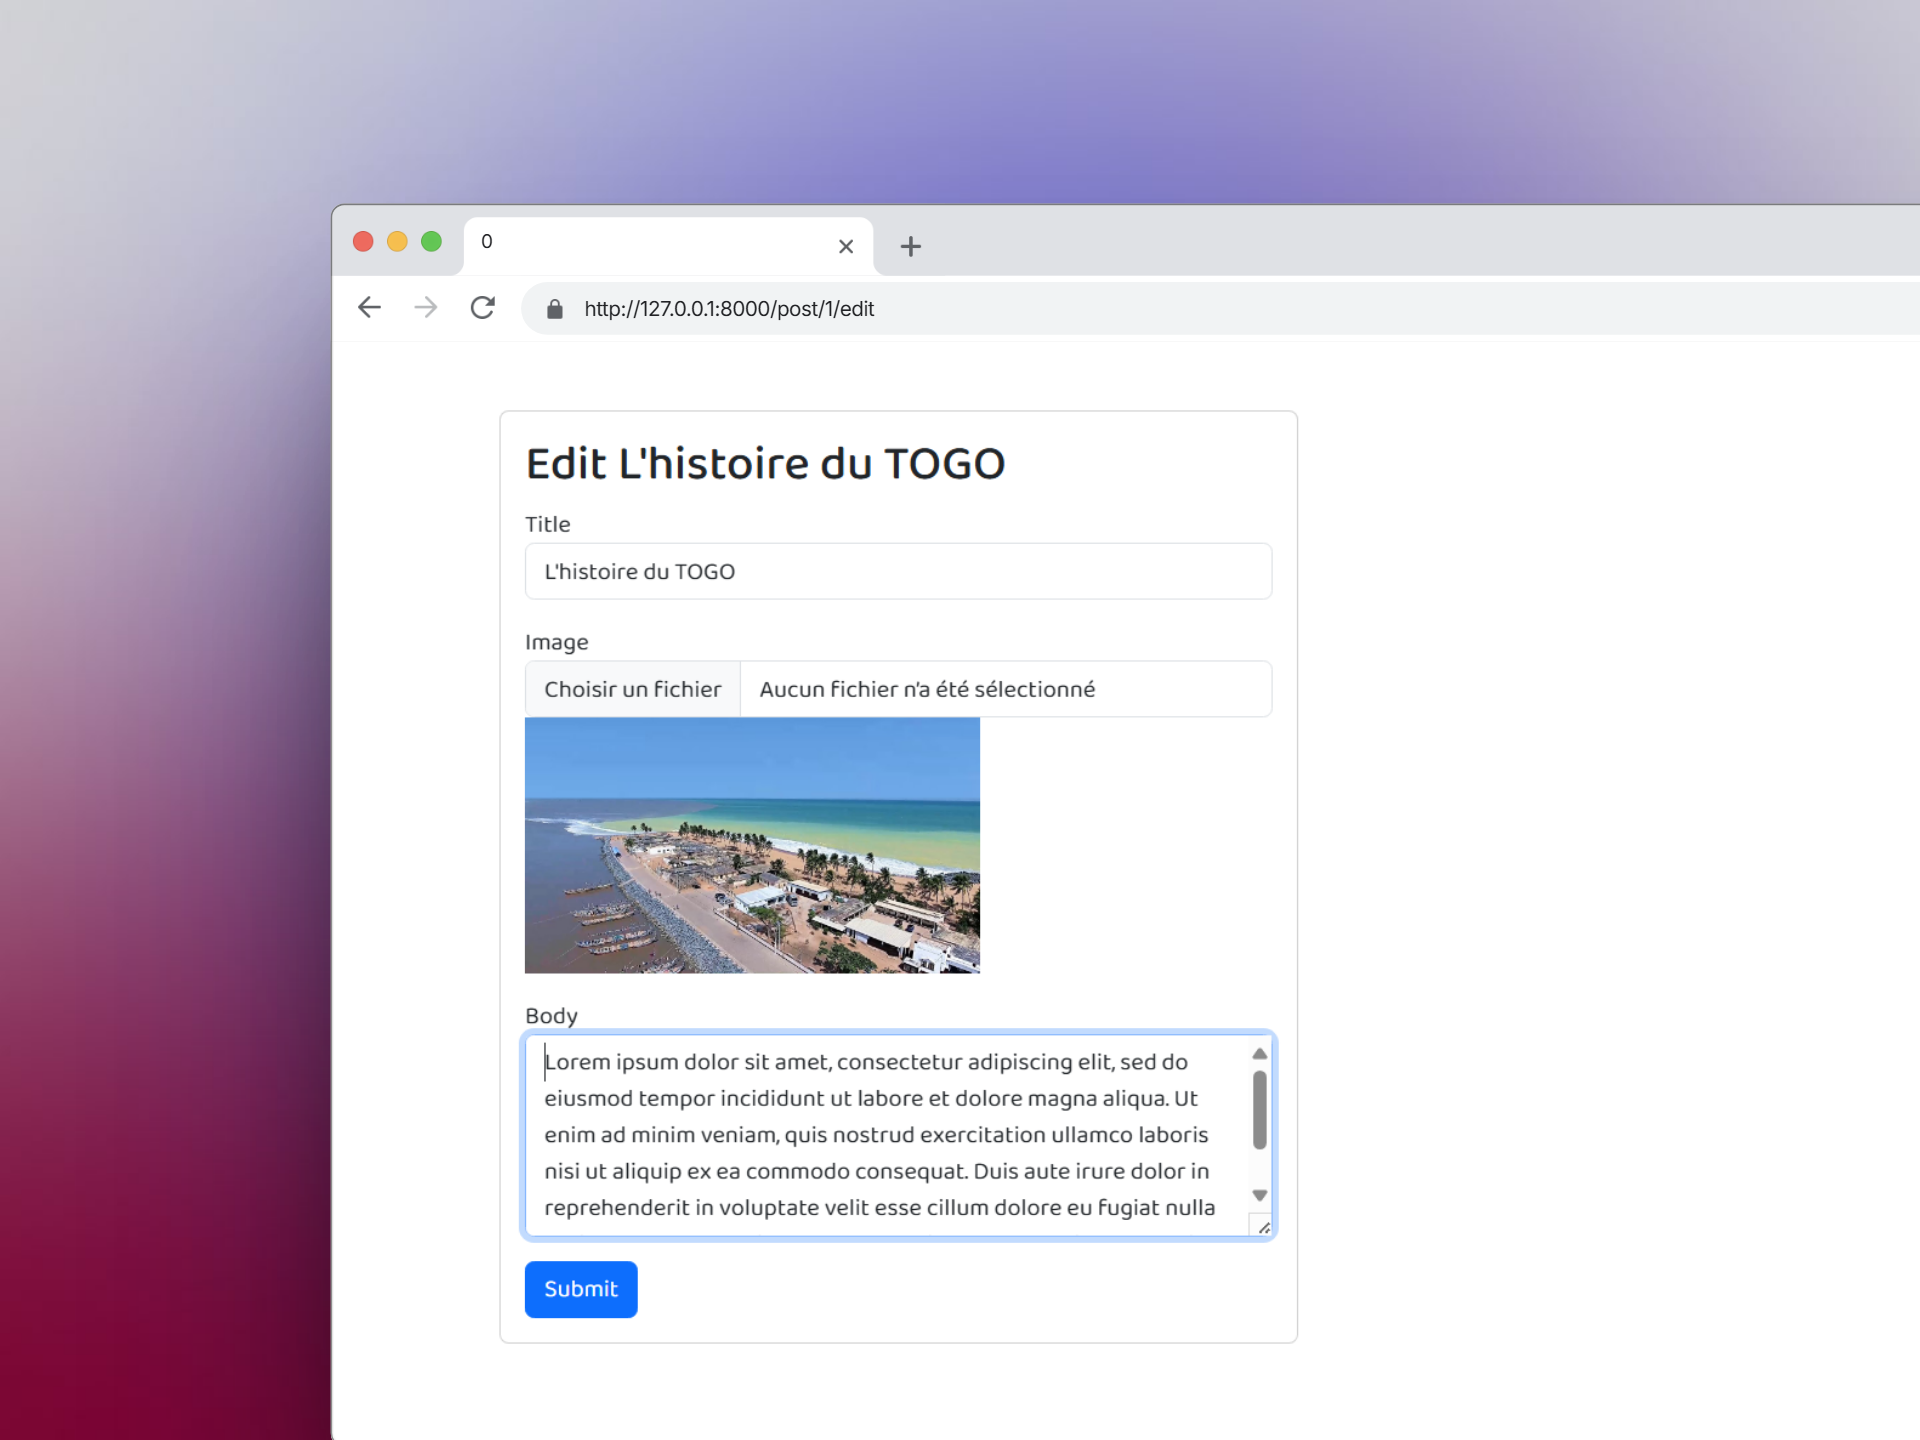 0
http://127.0.0.1:8000/post/1/edit
Edit L'histoire du TOGO
Title
L'histoire du TOGO
Image
Choisir un fichier Aucun fichier n’a été sélectionné
Body
Lorem ipsum dolor sit amet, consectetur adipiscing elit, sed do
eiusmod tempor incididunt ut labore et dolore magna aliqua. Ut
enim ad minim veniam, quis nostrud exercitation ullamco laboris
nisi ut aliquip ex ea commodo consequat. Duis aute irure dolor in
reprehenderit in voluptate velit esse cillum dolore eu fugiat nulla
Submit